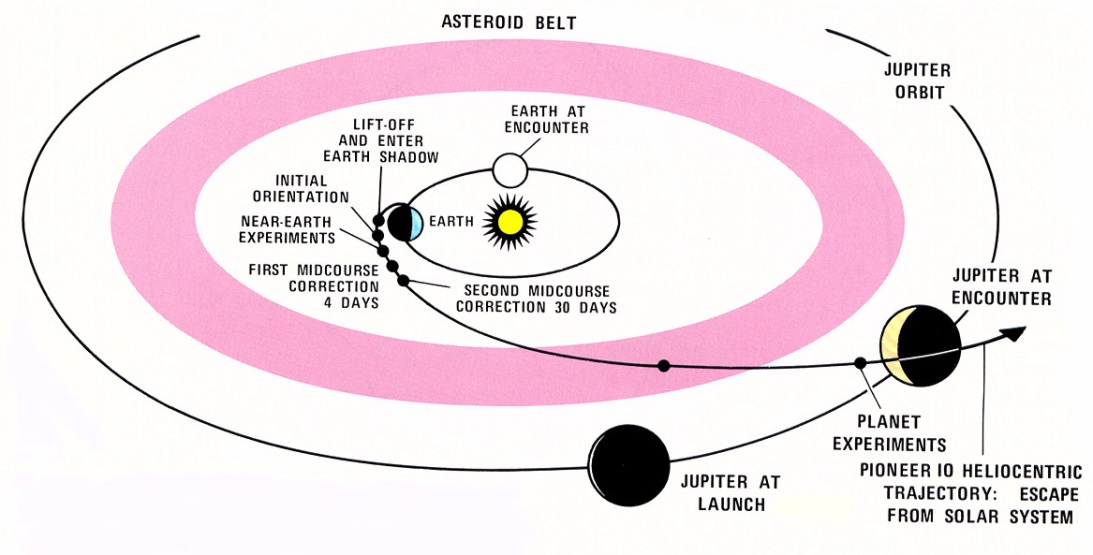 ASTEROID BELT
JUPITER
ORBIT
EARTH AT
ENCOUNTER
LIFT-OFF
AND ENTER
EARTH SHADOW
INITIAL
ORIENTATION
NEAR-EARTH
EXPERIMENTS
EARTH
FIRST MIDCOURSE
CORRECTION
4 DAYS
SECOND MIDCOURSE
CORRECTION 30 DAYS
JUPITER AT
ENCOUNTER
PLANET
EXPERIMENTS
JUPITER AT
LAUNCH
PIONEER 10 HELIOCENTRIC
TRAJECTORY: ESCAPE
FROM SOLAR SYSTEM